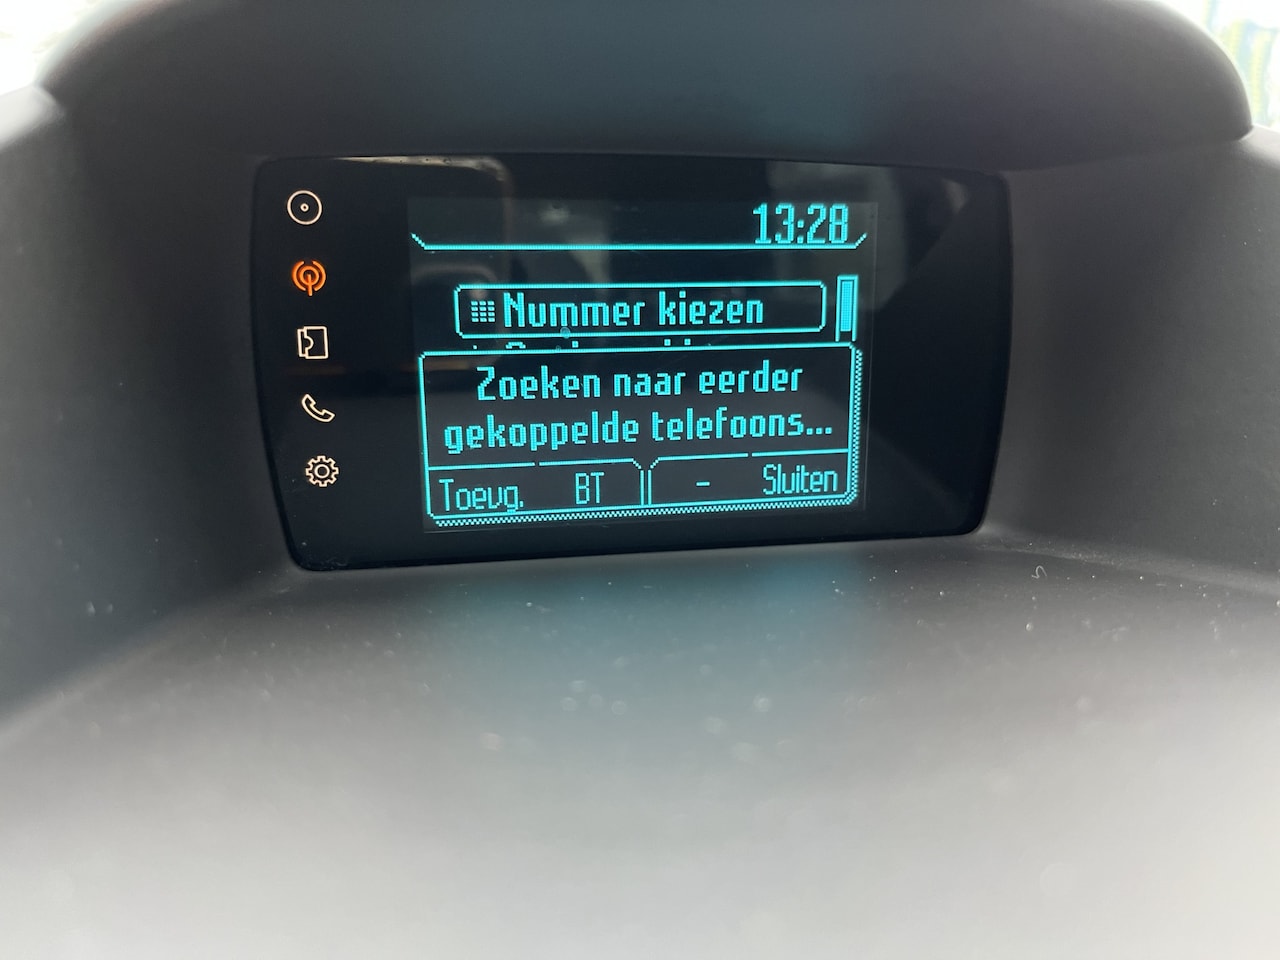 13:28
Nummer kiezen
Zoeken naar eerder
gekoppelde telefoons...
Toevg. BT - Sluiten